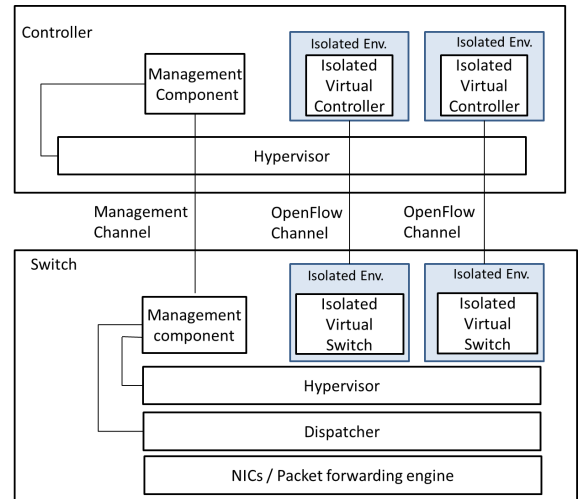 Controller
Isolated Env.
Isolated Env.
Management
Component
Isolated
Virtual
Controller
Isolated
Virtual
Controller
Hypervisor
Management
Channel
OpenFlow
Channel
OpenFlow
Channel
Switch
Isolated Env.
Isolated Env.
Management
component
Isolated
Virtual
Switch
Isolated
Virtual
Switch
Hypervisor
Dispatcher
NICs / Packet forwarding engine